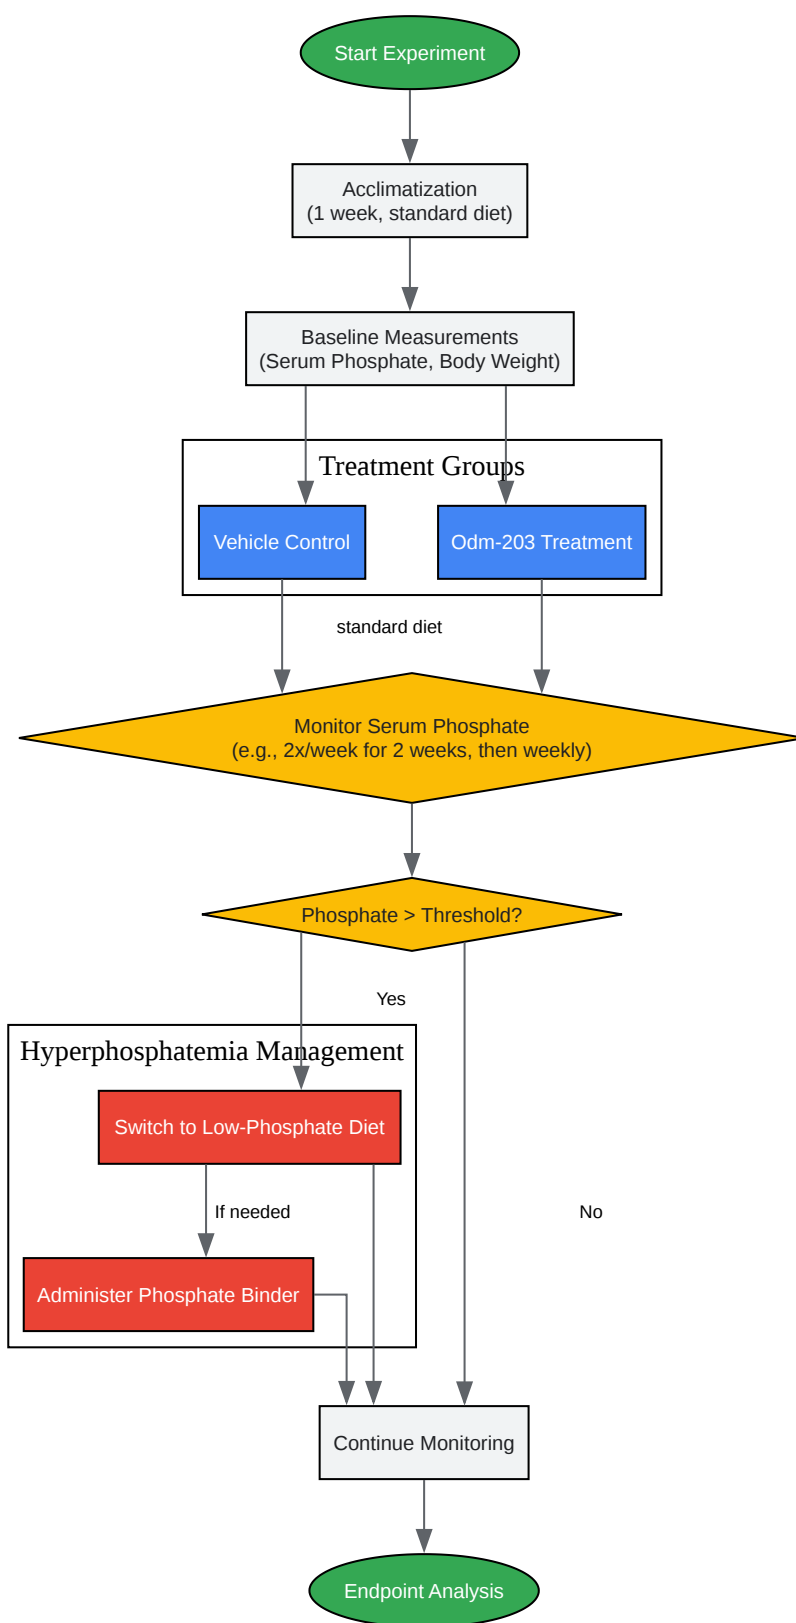 Start Experiment
Acclimatization
(1 week, standard diet)
Baseline Measurements
(Serum Phosphate, Body Weight)
Treatment Groups
Vehicle Control
Odm-203 Treatment
standard diet
Monitor Serum Phosphate
(e.g., 2x/week for 2 weeks, then weekly)
Phosphate > Threshold?
Yes
Hyperphosphatemia Management
Switch to Low-Phosphate Diet
If needed
No
Administer Phosphate Binder
Continue Monitoring
Endpoint Analysis